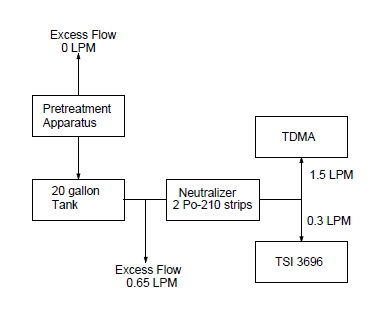 Excess Flow
0 LPM
Pretreatment
Apparatus
TDMA
1.5 LPM
20 gallon
Tank
Neutralizer
2 Po-210 strips
0.3 LPM
TSI 3696
Excess Flow
0.65 LPM